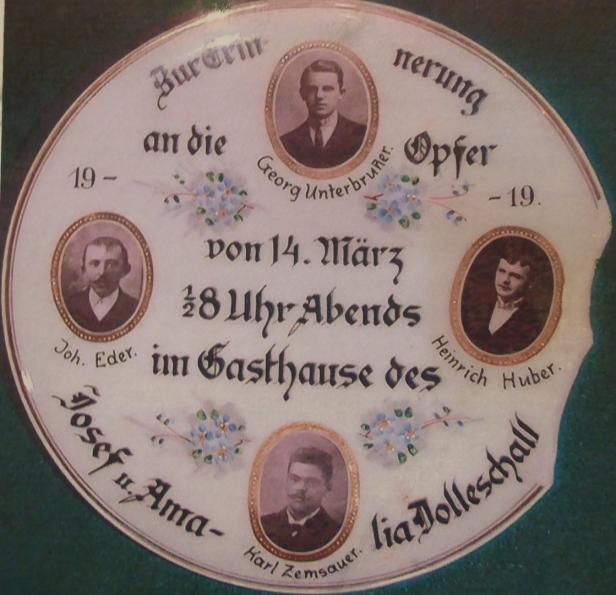 Zur Erin-
nerung
an die
Opfer
Georg Unterbrußer.
19 -
- 19.
von 14. März
½8 Uhr Abends
im Gasthause des
Joh. Eder.
Heinrich Huber.
Josef u. Ama-
lia Dolleschall
Karl Zemsauer.